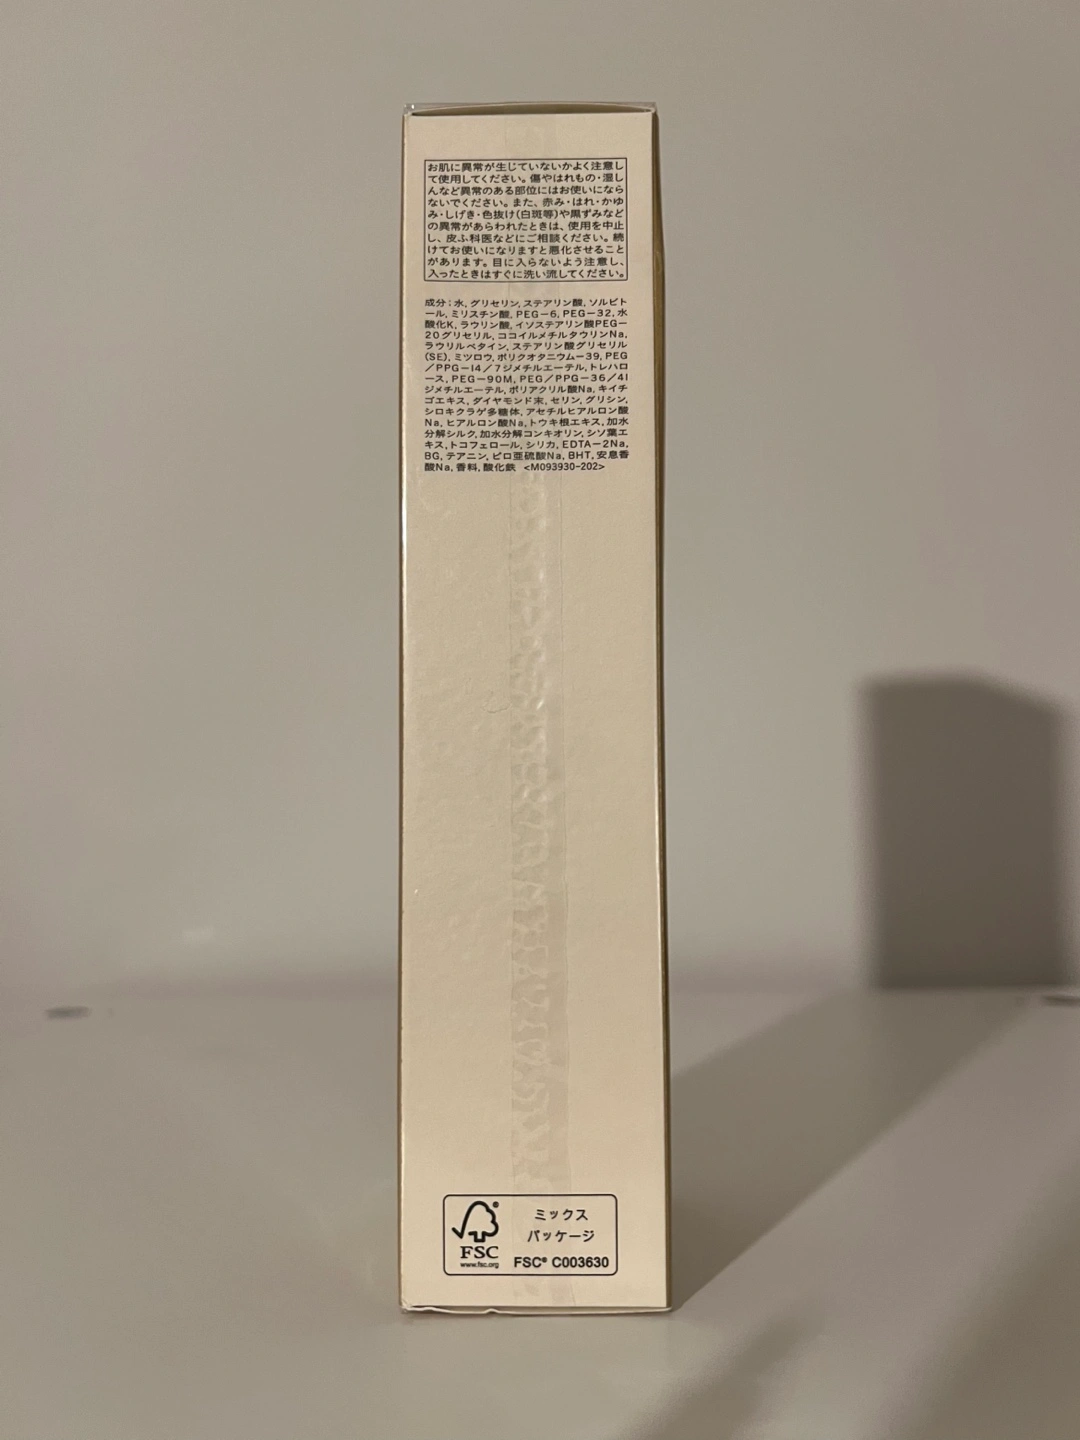 お肌に異常が生じていないかよく注意し
て使用してください。傷やはれもの・湿し
んなど異常のある部位にはお使いになら
ないでください。また、赤み・はれ・かゆ
み・しげき・色抜け(白斑等)や黒ずみなど
の異常があらわれたときは、使用を中止
し、皮ふ科医などにご相談ください。続
けてお使いになりますと悪化させること
があります。目に入らないよう注意し、
入ったときはすぐに洗い流してください。
成分：水, グリセリン, ステアリン酸, ソルビト
ール, ミリスチン酸, PEG－6, PEG－32, 水
酸化K, ラウリン酸, イソステアリン酸PEG－
20グリセリル, ココイルメチルタウリンNa,
ラウリルベタイン, ステアリン酸グリセリル
(SE), ミツロウ, ポリクオタニウム－39, PEG
／PPG－14／7ジメチルエーテル, トレハロ
ース, PEG－90M, PEG／PPG－36／41
ジメチルエーテル, ポリアクリル酸Na, キイチ
ゴエキス, ダイヤモンド末, セリン, グリシン,
シロキクラゲ多糖体, アセチルヒアルロン酸
Na, ヒアルロン酸Na, トウキ根エキス, 加水
分解シルク, 加水分解コンキオリン, シソ葉エ
キス, トコフェロール, シリカ, EDTA－2Na,
BG, テアニン, ピロ亜硫酸Na, BHT, 安息香
酸Na, 香料, 酸化鉄 <M093930-202>
ミックス
パッケージ
FSC
www.fsc.org
FSC® C003630